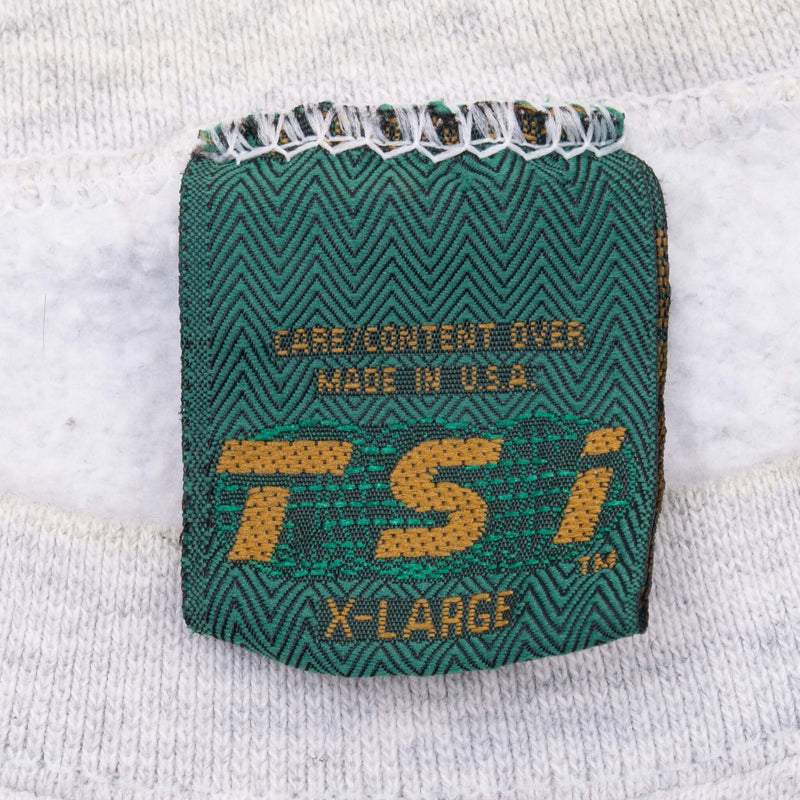 CARE/CONTENT OVER
MADE IN U.S.A.
TSi
TM
X-LARGE